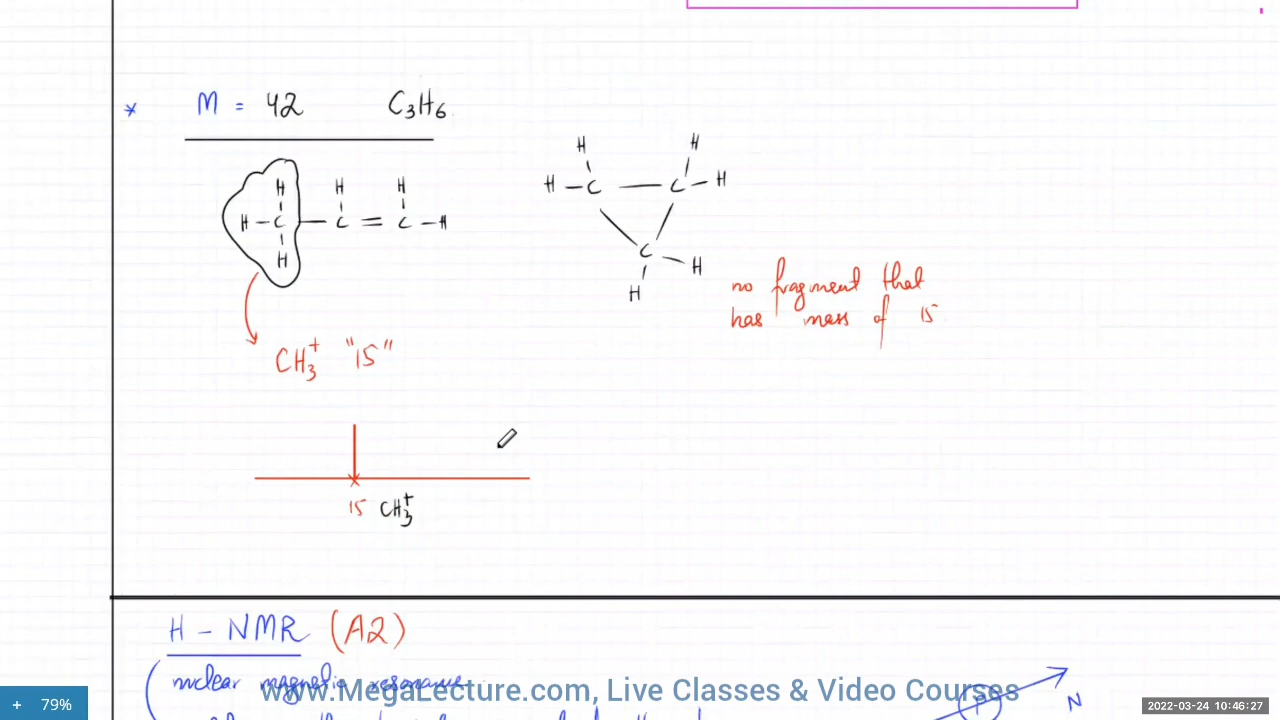 * M = 42 C₃H₆
H H H
H – C – C = C – H
H
H H
H – C – C – H
C
H H
no fragment that
has mass of 15
CH₃⁺ "15"
15 CH₃⁺
H – NMR (A2)
nuclear magnetic resonance
www.MegaLecture.com, Live Classes & Video Courses
P
N
+ 79%
2022-03-24 10:46:27